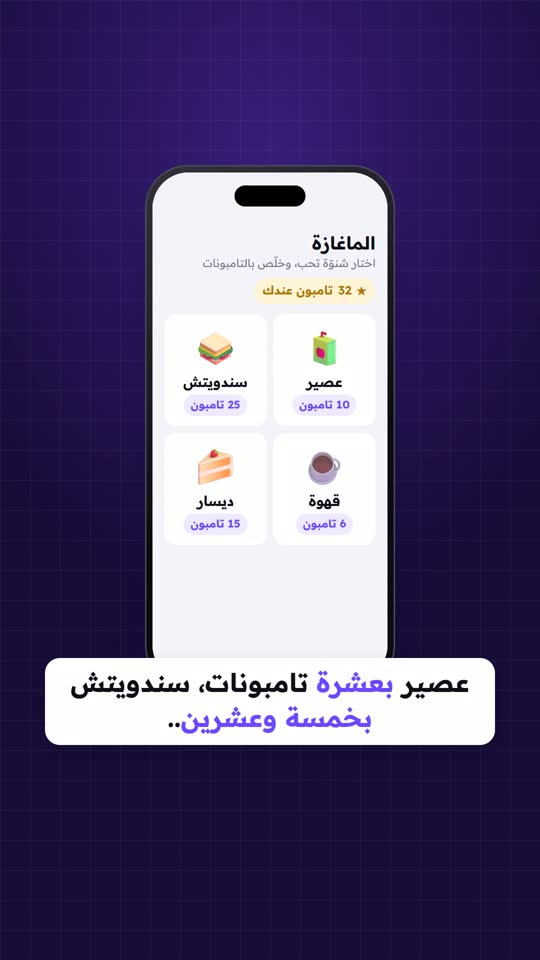 الماغازة
اختار شنوّة تحب، وخلّص بالتامبونات
★ 32 تامبون عندك
عصير
10 تامبون
سندويتش
25 تامبون
قهوة
6 تامبون
ديسار
15 تامبون
عصير بعشرة تامبونات، سندويتش
بخمسة وعشرين..